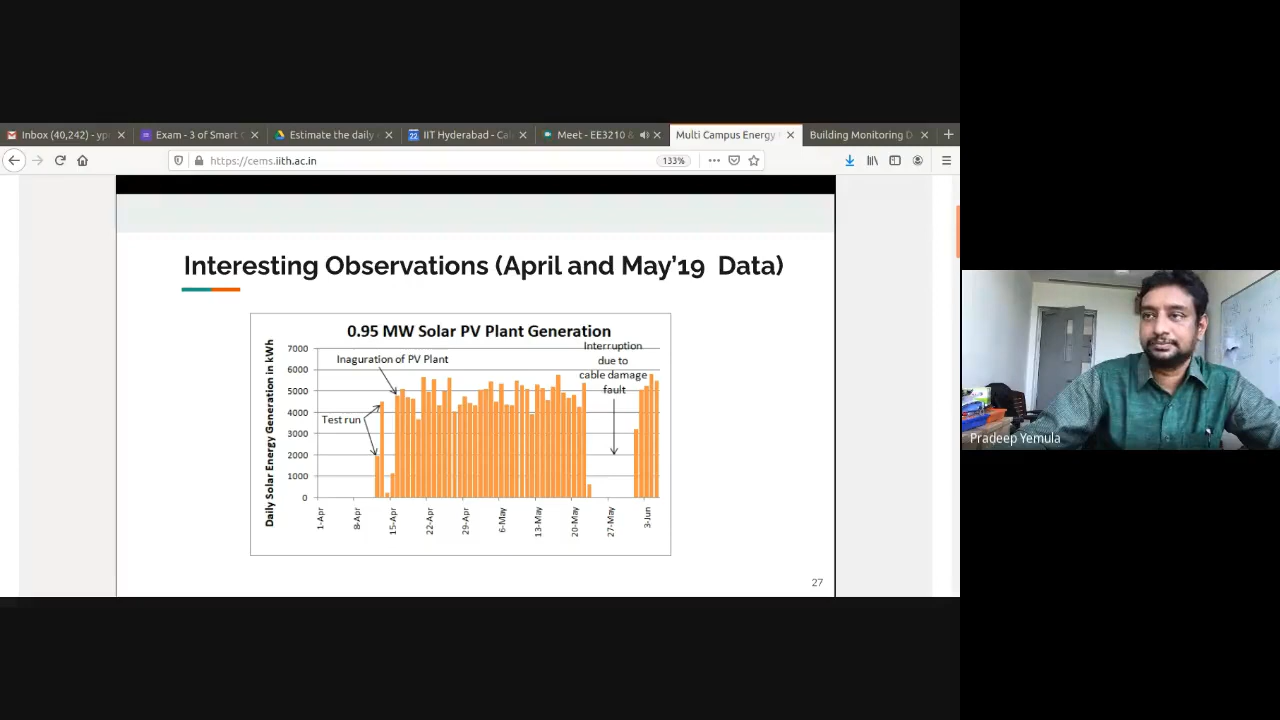 Inbox (40,242) - yp
Exam - 3 of Smart
Estimate the daily
22 IIT Hyderabad - Cal
Meet - EE3210 &
Multi Campus Energy
Building Monitoring D
https://cems.iith.ac.in
133%
Interesting Observations (April and May'19 Data)
0.95 MW Solar PV Plant Generation
Daily Solar Energy Generation in kWh
7000
6000
5000
4000
3000
2000
1000
0
Inaguration of PV Plant
Test run
Interruption
due to
cable damage
fault
1-Apr
8-Apr
15-Apr
22-Apr
29-Apr
6-May
13-May
20-May
27-May
3-Jun
27
Pradeep Yemula